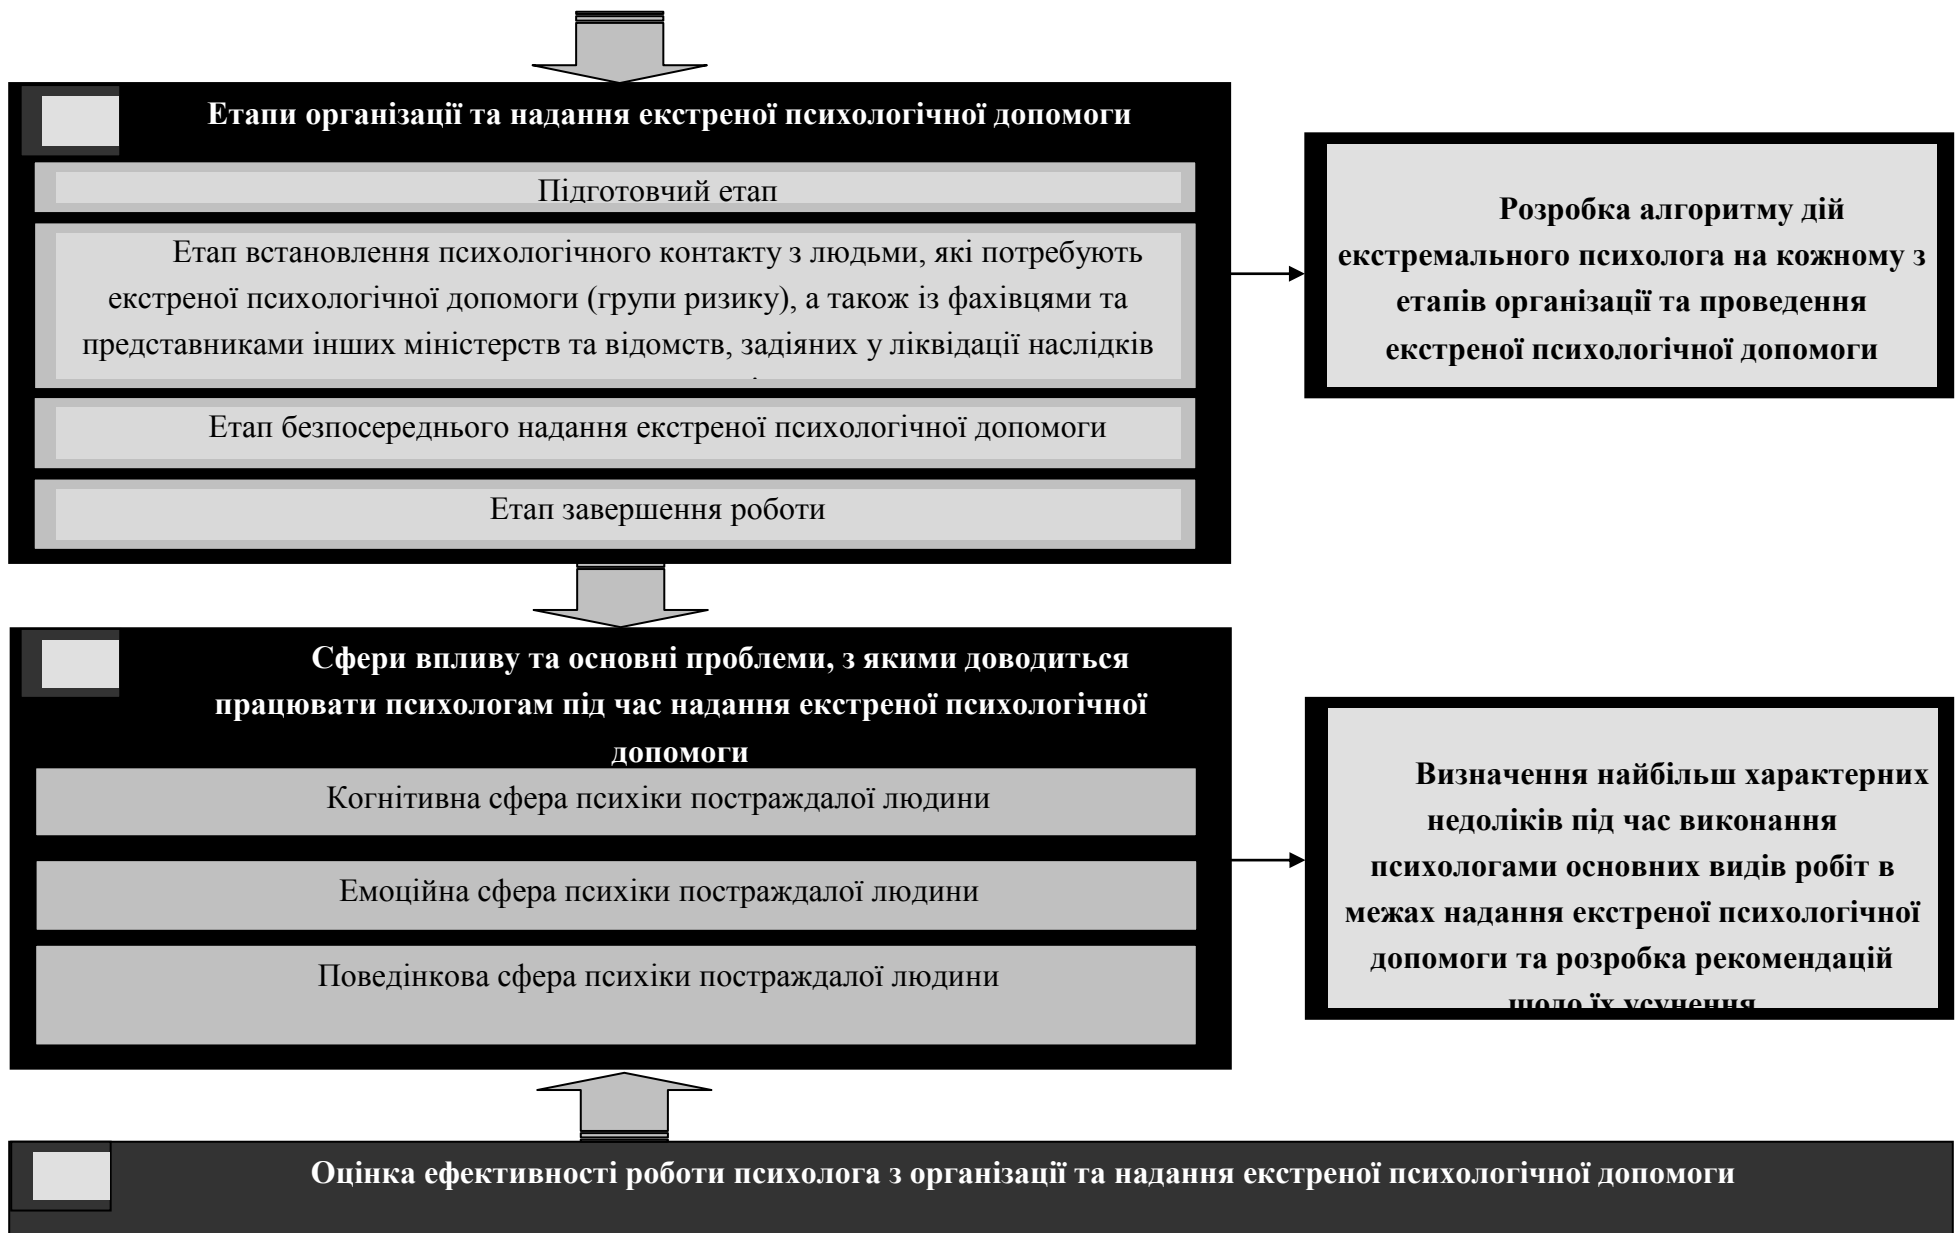 Етапи організації та надання екстреної психологічної допомоги
Підготовчий етап
Етап встановлення психологічного контакту з людьми, які потребують
екстреної психологічної допомоги (групи ризику), а також із фахівцями та
представниками інших міністерств та відомств, задіяних у ліквідації наслідків
Етап безпосереднього надання екстреної психологічної допомоги
Етап завершення роботи
Розробка алгоритму дій
екстремального психолога на кожному з
етапів організації та проведення
екстреної психологічної допомоги
Сфери впливу та основні проблеми, з якими доводиться
працювати психологам під час надання екстреної психологічної
допомоги
Когнітивна сфера психіки постраждалої людини
Емоційна сфера психіки постраждалої людини
Поведінкова сфера психіки постраждалої людини
Визначення найбільш характерних
недоліків під час виконання
психологами основних видів робіт в
межах надання екстреної психологічної
допомоги та розробка рекомендацій
щодо їх усунення
Оцінка ефективності роботи психолога з організації та надання екстреної психологічної допомоги